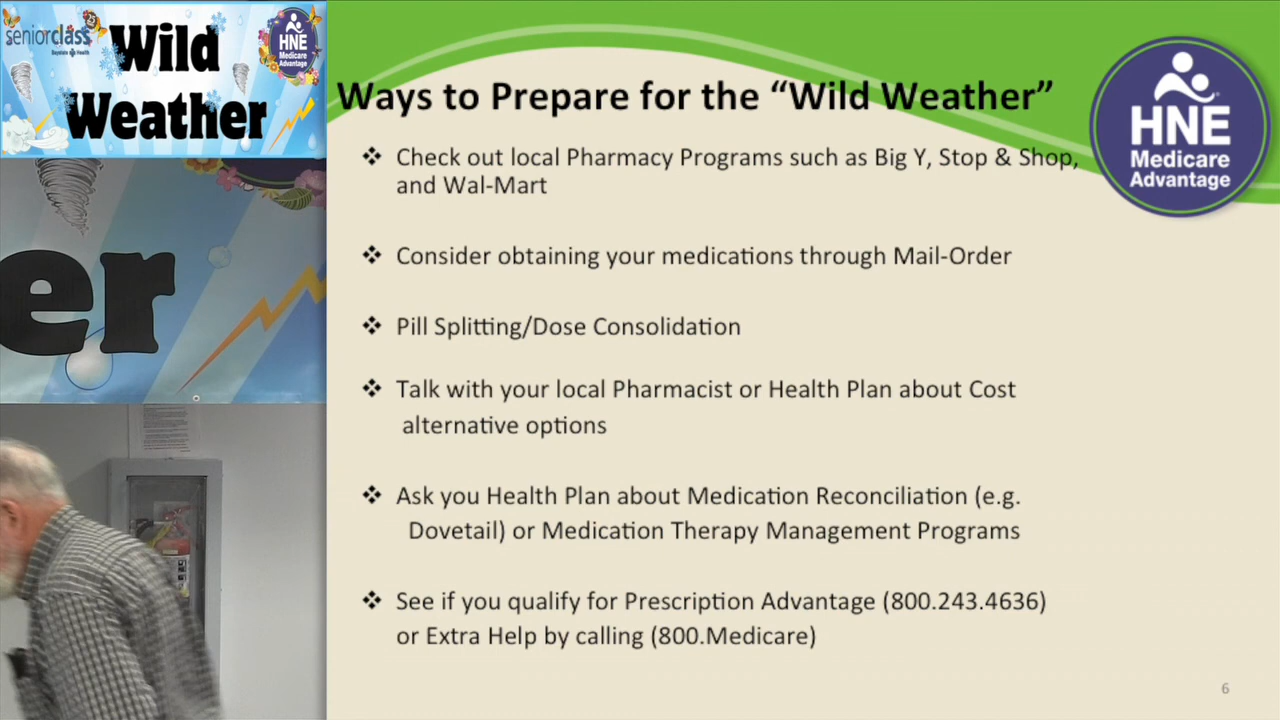 seniorclass
Baystate Health
HNE
Medicare
Advantage
Wild
Weather
er
Ways to Prepare for the “Wild Weather”
HNE
Medicare
Advantage
❖ Check out local Pharmacy Programs such as Big Y, Stop & Shop,
and Wal-Mart
❖ Consider obtaining your medications through Mail-Order
❖ Pill Splitting/Dose Consolidation
❖ Talk with your local Pharmacist or Health Plan about Cost
alternative options
❖ Ask you Health Plan about Medication Reconciliation (e.g.
Dovetail) or Medication Therapy Management Programs
❖ See if you qualify for Prescription Advantage (800.243.4636)
or Extra Help by calling (800.Medicare)
6